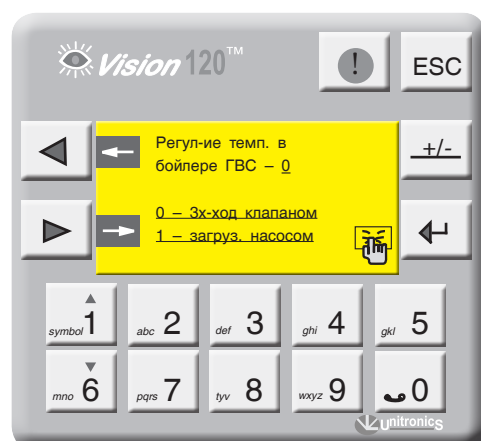 Vision 120™
!
ESC
Регул-ие темп. в
бойлере ГВС – 0
+/-
0 – 3х-ход клапаном
1 – загруз. насосом
symbol 1
abc 2
def 3
ghi 4
gkl 5
mno 6
pqrs 7
tyv 8
wxyz 9
0
Unitronics